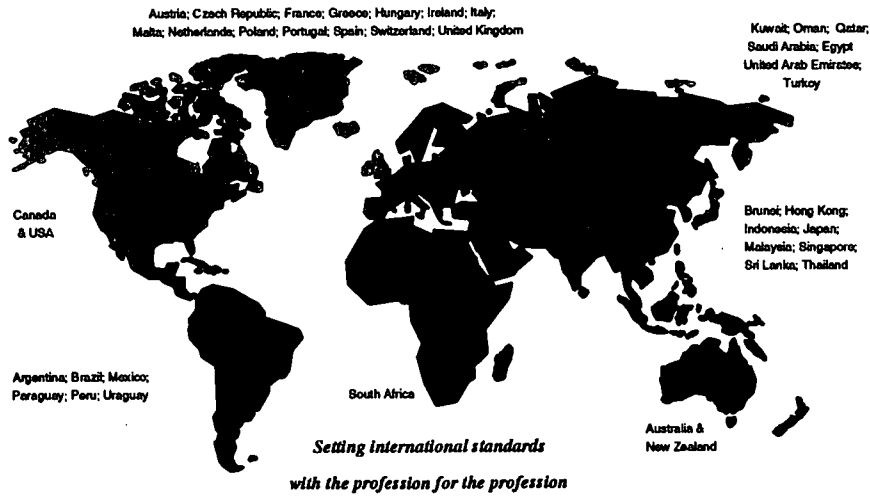 Austria; Czech Republic; France; Greece; Hungary; Ireland; Italy;
Malta; Netherlands; Poland; Portugal; Spain; Switzerland; United Kingdom
Kuwait; Oman; Qatar;
Saudi Arabia; Egypt
United Arab Emirates;
Turkey
Canada
& USA
Brunei; Hong Kong;
Indonesia; Japan;
Malaysia; Singapore;
Sri Lanka; Thailand
Argentina; Brazil; Mexico;
Paraguay; Peru; Uraguay
South Africa
Australia &
New Zealand
Setting international standards
with the profession for the profession